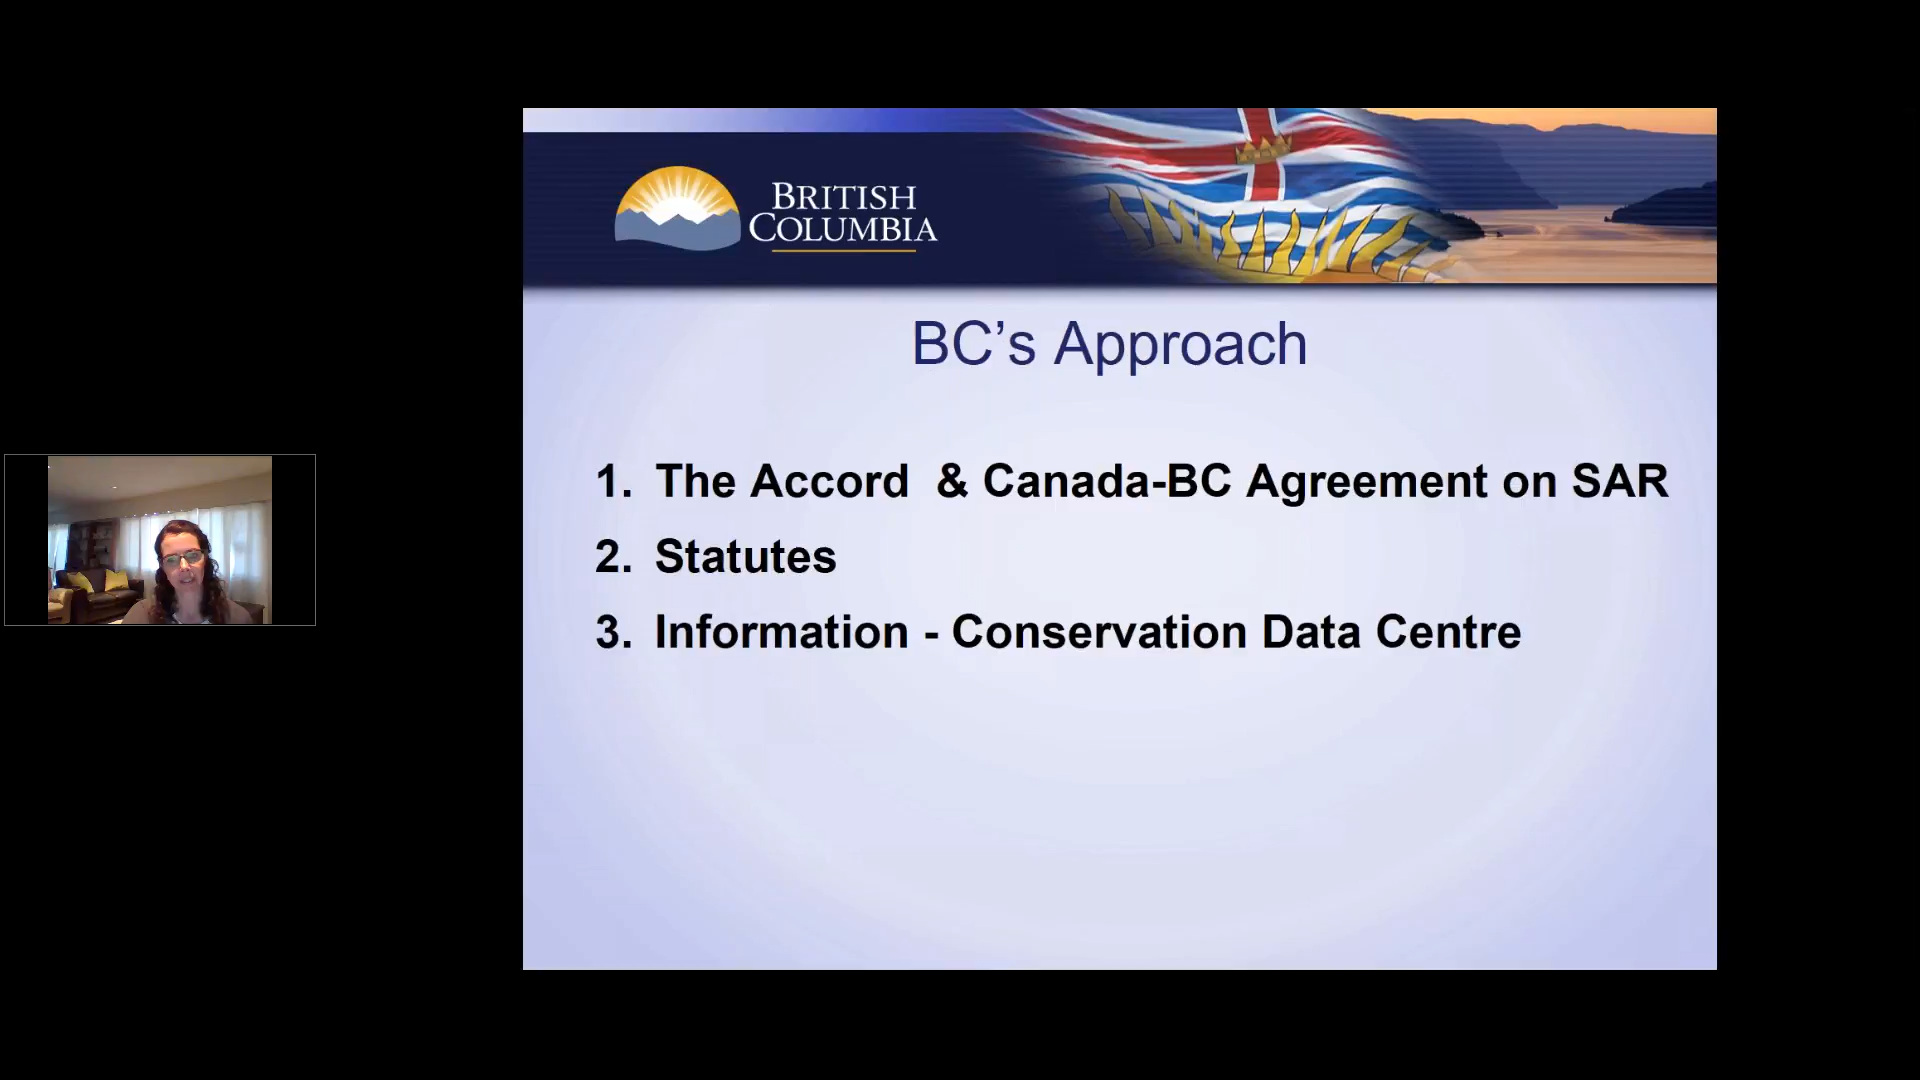 BRITISH
COLUMBIA
BC’s Approach
1. The Accord & Canada-BC Agreement on SAR
2. Statutes
3. Information - Conservation Data Centre